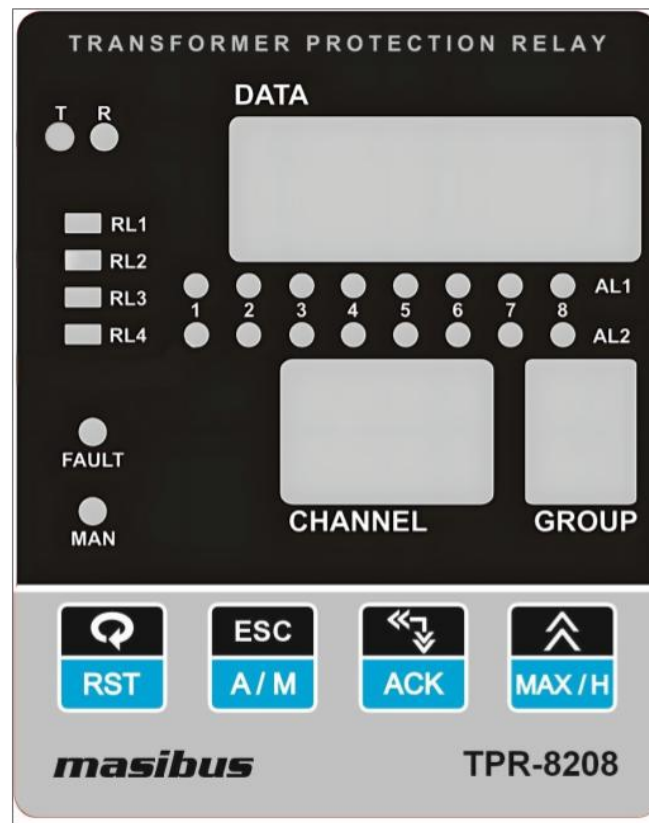 TRANSFORMER PROTECTION RELAY
DATA
T R
RL1
RL2
RL3
RL4
AL1
1 2 3 4 5 6 7 8
AL2
FAULT
MAN
CHANNEL GROUP
ESC
RST A / M ACK MAX / H
masibus TPR-8208